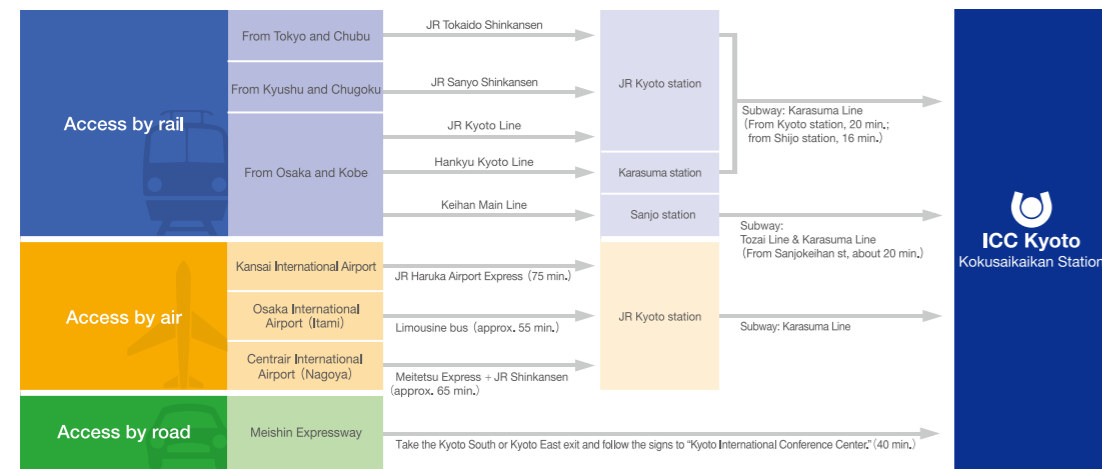 Access by rail
From Tokyo and Chubu
JR Tokaido Shinkansen
From Kyushu and Chugoku
JR Sanyo Shinkansen
JR Kyoto station
From Osaka and Kobe
JR Kyoto Line
Hankyu Kyoto Line
Karasuma station
Subway: Karasuma Line
(From Kyoto station, 20 min.;
from Shijo station, 16 min.)
Keihan Main Line
Sanjo station
Subway:
Tozai Line & Karasuma Line
(From Sanjokeihan st, about 20 min.)
Access by air
Kansai International Airport
JR Haruka Airport Express (75 min.)
Osaka International
Airport (Itami)
Limousine bus (approx. 55 min.)
Centrair International
Airport (Nagoya)
Meitetsu Express + JR Shinkansen
(approx. 65 min.)
JR Kyoto station
Subway: Karasuma Line
Access by road
Meishin Expressway
Take the Kyoto South or Kyoto East exit and follow the signs to “Kyoto International Conference Center.” (40 min.)
ICC Kyoto
Kokusaikaikan Station